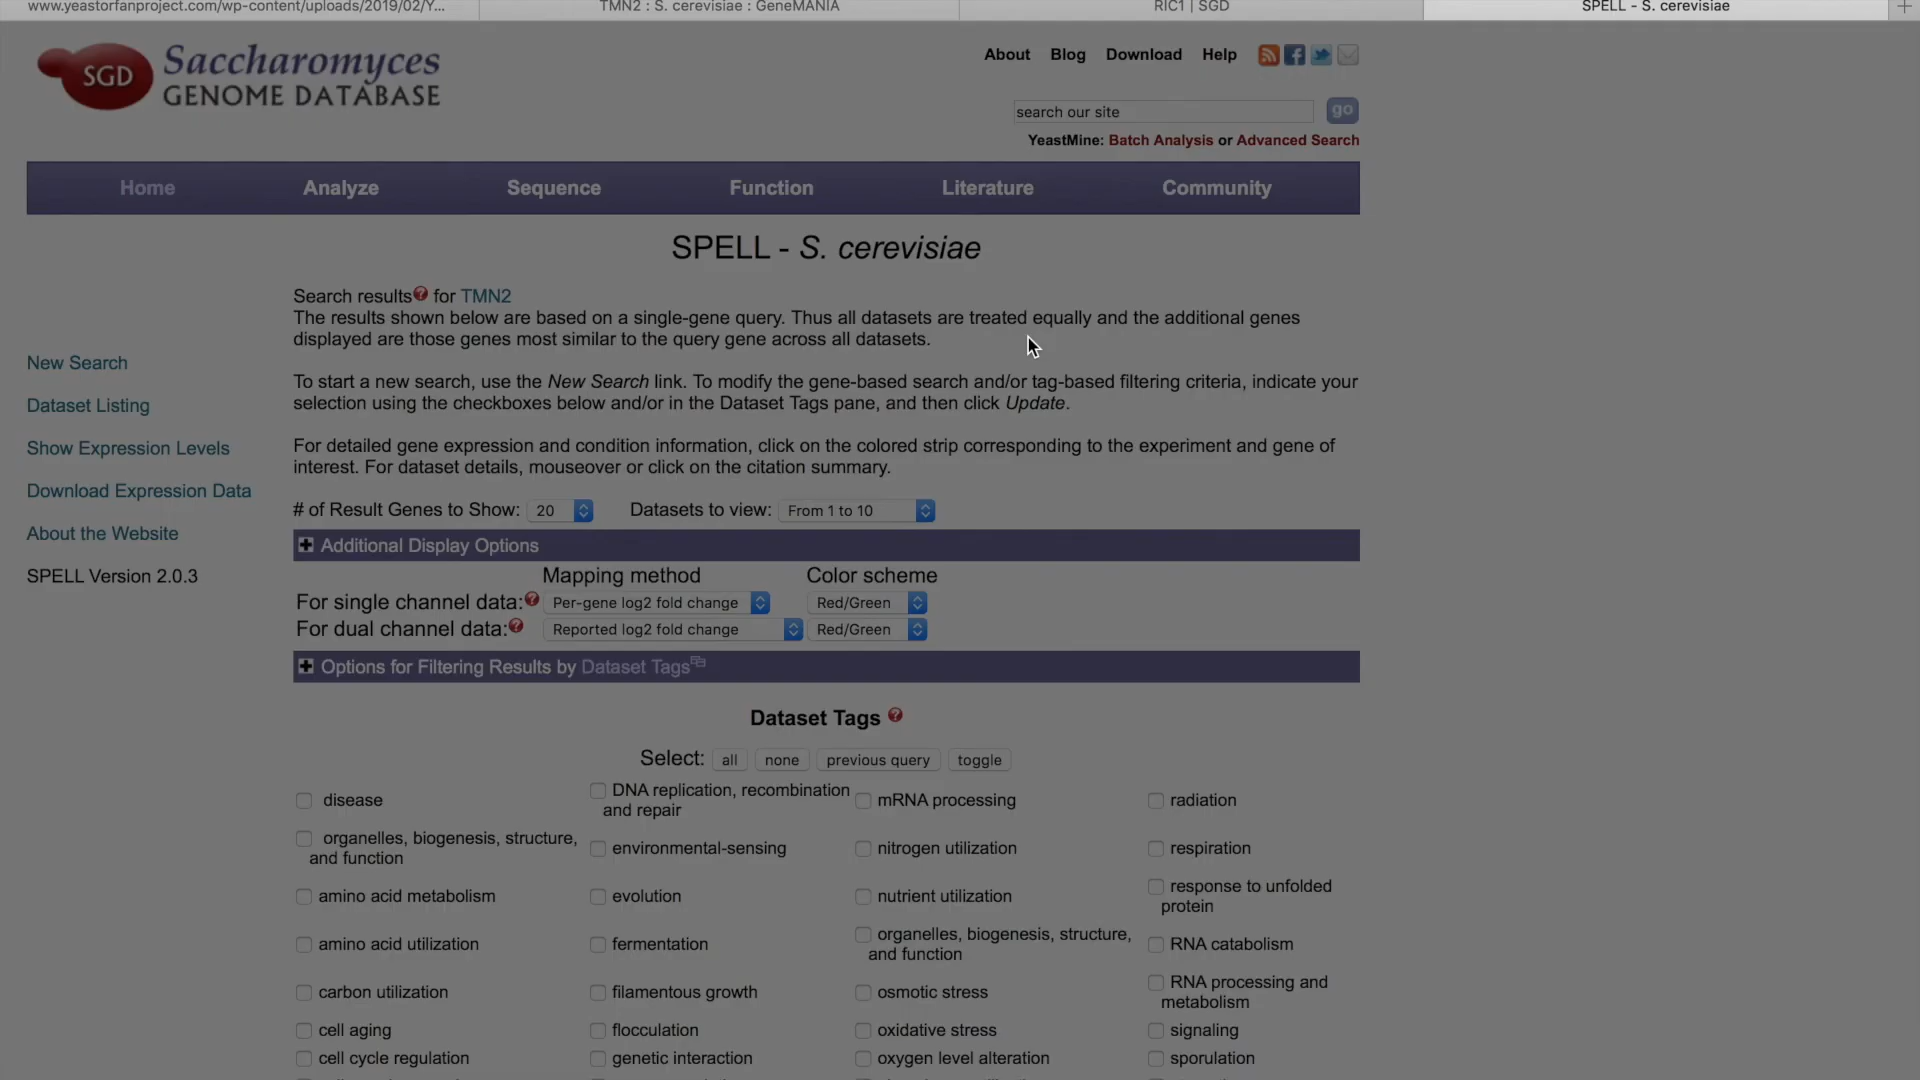 www.yeastorfanproject.com/wp-content/uploads/2019/02/Y...
TMN2 : S. cerevisiae : GeneMANIA
RIC1 | SGD
SPELL - S. cerevisiae
SGD
Saccharomyces
GENOME DATABASE
About Blog Download Help
search our site go
YeastMine: Batch Analysis or Advanced Search
Home Analyze Sequence Function Literature Community
SPELL - S. cerevisiae
New Search
Dataset Listing
Show Expression Levels
Download Expression Data
About the Website
SPELL Version 2.0.3
Search results? for TMN2
The results shown below are based on a single-gene query. Thus all datasets are treated equally and the additional genes
displayed are those genes most similar to the query gene across all datasets.
To start a new search, use the New Search link. To modify the gene-based search and/or tag-based filtering criteria, indicate your
selection using the checkboxes below and/or in the Dataset Tags pane, and then click Update.
For detailed gene expression and condition information, click on the colored strip corresponding to the experiment and gene of
interest. For dataset details, mouseover or click on the citation summary.
# of Result Genes to Show: 20 Datasets to view: From 1 to 10
Additional Display Options
Mapping method Color scheme
For single channel data:? Per-gene log2 fold change Red/Green
For dual channel data:? Reported log2 fold change Red/Green
Options for Filtering Results by Dataset Tags
Dataset Tags ?
Select: all none previous query toggle
disease
DNA replication, recombination
and repair
mRNA processing
radiation
organelles, biogenesis, structure,
and function
environmental-sensing
nitrogen utilization
respiration
amino acid metabolism
evolution
nutrient utilization
response to unfolded
protein
amino acid utilization
fermentation
organelles, biogenesis, structure,
and function
RNA catabolism
carbon utilization
filamentous growth
osmotic stress
RNA processing and
metabolism
cell aging
flocculation
oxidative stress
signaling
cell cycle regulation
genetic interaction
oxygen level alteration
sporulation